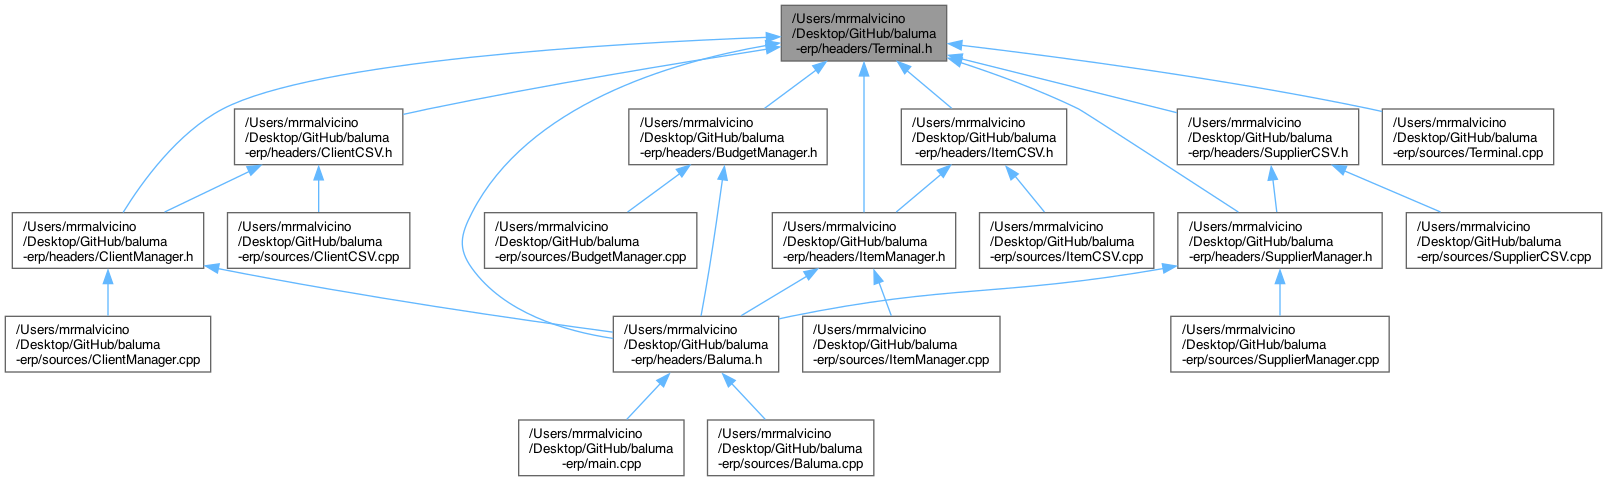 /Users/mrmalvicino
/Desktop/GitHub/baluma
-erp/headers/Terminal.h
/Users/mrmalvicino
/Desktop/GitHub/baluma
-erp/headers/ClientCSV.h
/Users/mrmalvicino
/Desktop/GitHub/baluma
-erp/headers/BudgetManager.h
/Users/mrmalvicino
/Desktop/GitHub/baluma
-erp/headers/ItemCSV.h
/Users/mrmalvicino
/Desktop/GitHub/baluma
-erp/headers/SupplierCSV.h
/Users/mrmalvicino
/Desktop/GitHub/baluma
-erp/sources/Terminal.cpp
/Users/mrmalvicino
/Desktop/GitHub/baluma
-erp/headers/ClientManager.h
/Users/mrmalvicino
/Desktop/GitHub/baluma
-erp/sources/ClientCSV.cpp
/Users/mrmalvicino
/Desktop/GitHub/baluma
-erp/sources/BudgetManager.cpp
/Users/mrmalvicino
/Desktop/GitHub/baluma
-erp/headers/ItemManager.h
/Users/mrmalvicino
/Desktop/GitHub/baluma
-erp/sources/ItemCSV.cpp
/Users/mrmalvicino
/Desktop/GitHub/baluma
-erp/headers/SupplierManager.h
/Users/mrmalvicino
/Desktop/GitHub/baluma
-erp/sources/SupplierCSV.cpp
/Users/mrmalvicino
/Desktop/GitHub/baluma
-erp/sources/ClientManager.cpp
/Users/mrmalvicino
/Desktop/GitHub/baluma
-erp/headers/Baluma.h
/Users/mrmalvicino
/Desktop/GitHub/baluma
-erp/sources/ItemManager.cpp
/Users/mrmalvicino
/Desktop/GitHub/baluma
-erp/sources/SupplierManager.cpp
/Users/mrmalvicino
/Desktop/GitHub/baluma
-erp/main.cpp
/Users/mrmalvicino
/Desktop/GitHub/baluma
-erp/sources/Baluma.cpp